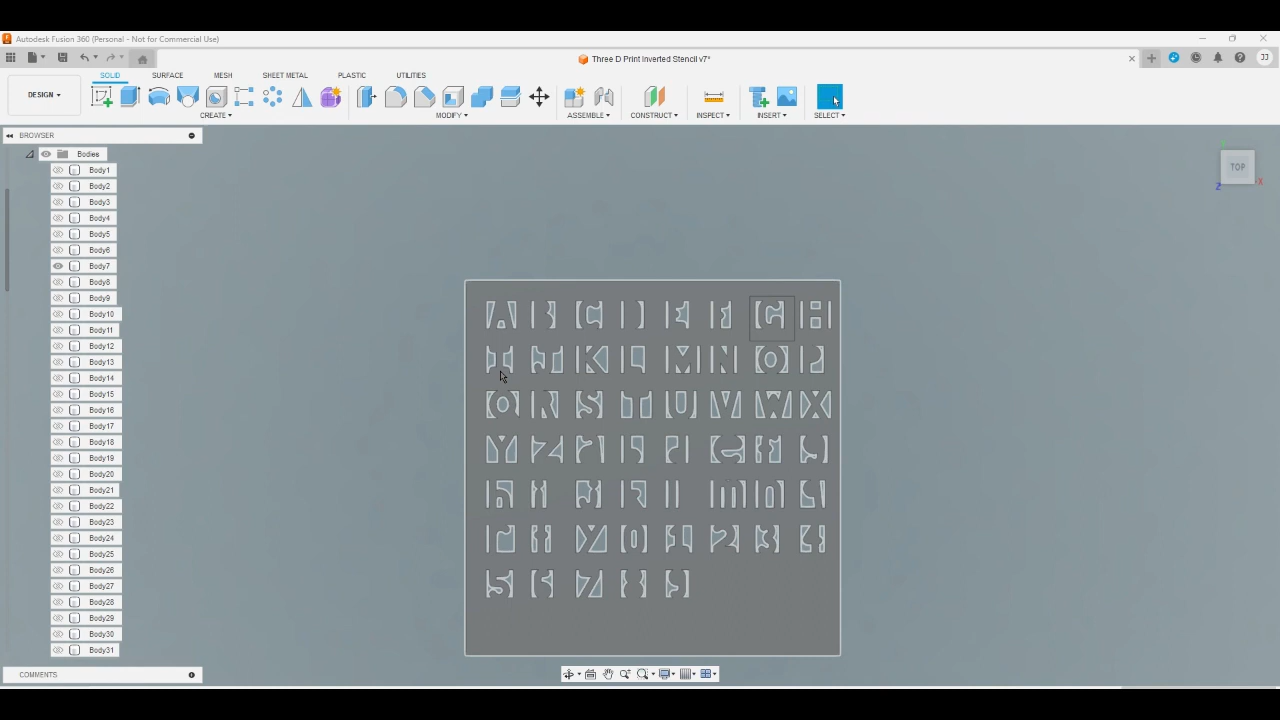 Autodesk Fusion 360 (Personal - Not for Commercial Use)
Three D Print Inverted Stencil v7*
JJ
SOLID SURFACE MESH SHEET METAL PLASTIC UTILITIES
DESIGN
CREATE MODIFY ASSEMBLE CONSTRUCT INSPECT INSERT SELECT
BROWSER
Bodies
Body1
Body2
Body3
Body4
Body5
Body6
Body7
Body8
Body9
Body10
Body11
Body12
Body13
Body14
Body15
Body16
Body17
Body18
Body19
Body20
Body21
Body22
Body23
Body24
Body25
Body26
Body27
Body28
Body29
Body30
Body31
TOP
Z X
COMMENTS